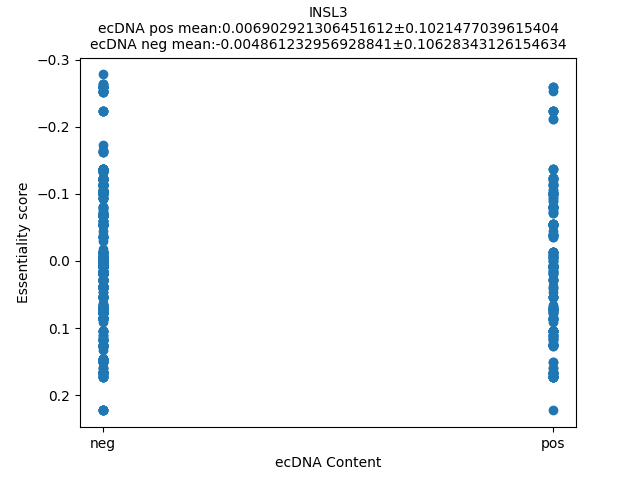 INSL3
ecDNA pos mean:0.006902921306451612±0.1021477039615404
ecDNA neg mean:-0.004861232956928841±0.10628343126154634
−0.3
−0.2
−0.1
0.0
0.1
0.2
Essentiality score
neg
pos
ecDNA Content